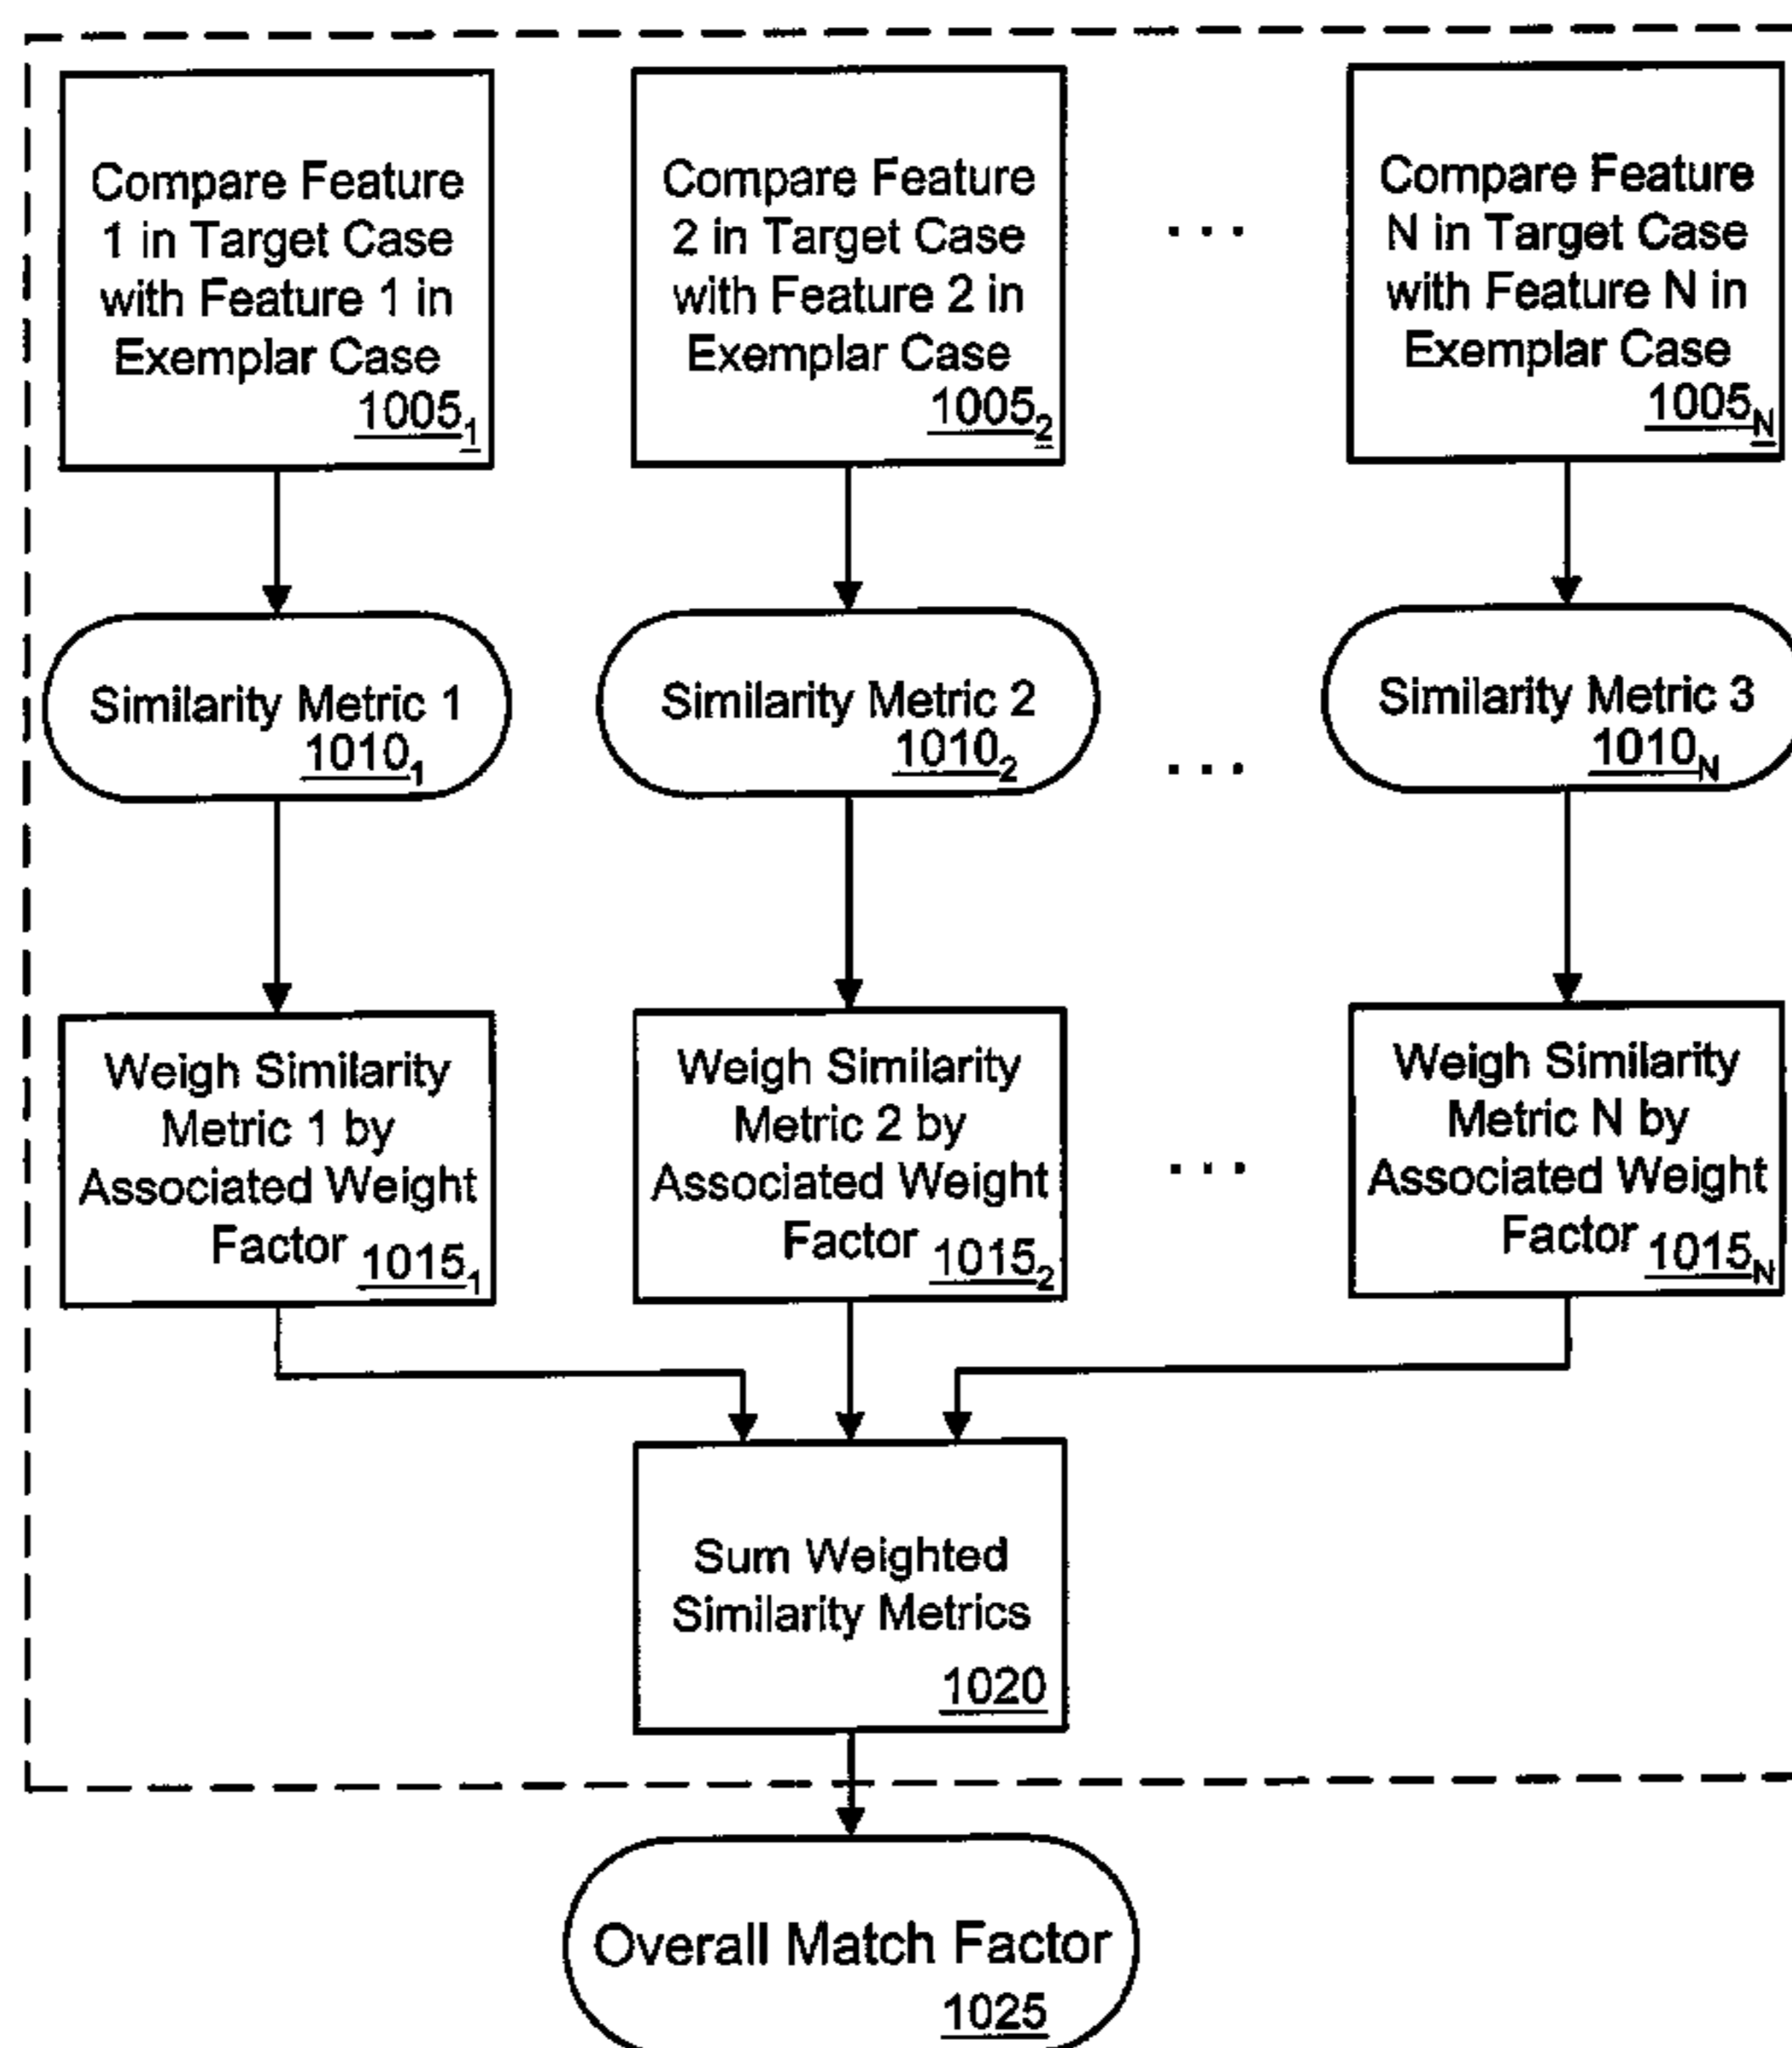 Compare Feature
1 in Target Case
with Feature 1 in
Exemplar Case
1005₁
Compare Feature
2 in Target Case
with Feature 2 in
Exemplar Case
1005₂
. . .
Compare Feature
N in Target Case
with Feature N in
Exemplar Case
1005N
Similarity Metric 1
1010₁
Similarity Metric 2
1010₂
. . .
Similarity Metric 3
1010N
Weigh Similarity
Metric 1 by
Associated Weight
Factor 1015₁
Weigh Similarity
Metric 2 by
Associated Weight
Factor 1015₂
. . .
Weigh Similarity
Metric N by
Associated Weight
Factor 1015N
Sum Weighted
Similarity Metrics
1020
Overall Match Factor
1025